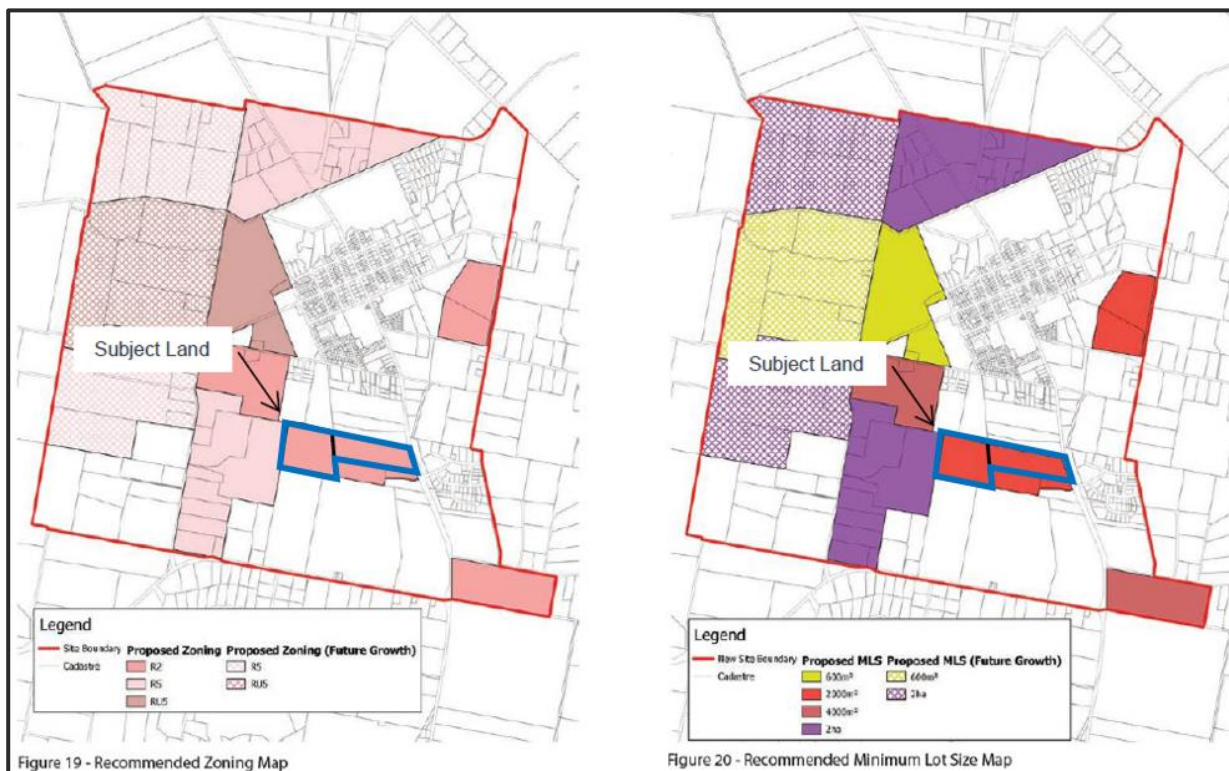 Subject Land
Legend
Site Boundary
Cadastre
Proposed Zoning
R2
R5
RU5
Proposed Zoning (Future Growth)
R5
RU5
Figure 19 - Recommended Zoning Map
Subject Land
Legend
New Site Boundary
Cadastre
Proposed MLS
600m²
2000m²
4000m²
2ha
Proposed MLS (Future Growth)
600m²
2ha
Figure 20 - Recommended Minimum Lot Size Map